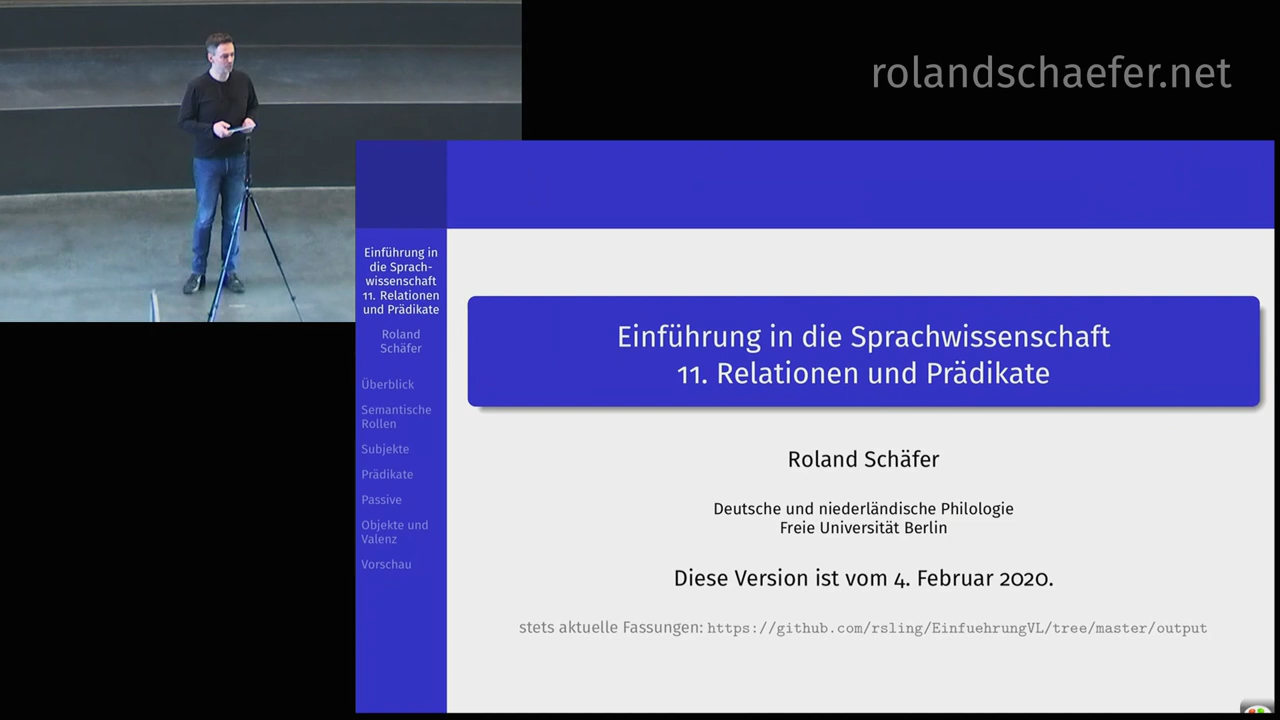 rolandschaefer.net
Einführung in
die Sprach-
wissenschaft
11. Relationen
und Prädikate
Roland
Schäfer
Überblick
Semantische
Rollen
Subjekte
Prädikate
Passive
Objekte und
Valenz
Vorschau
Einführung in die Sprachwissenschaft
11. Relationen und Prädikate
Roland Schäfer
Deutsche und niederländische Philologie
Freie Universität Berlin
Diese Version ist vom 4. Februar 2020.
stets aktuelle Fassungen: https://github.com/rsling/EinfuehrungVL/tree/master/output